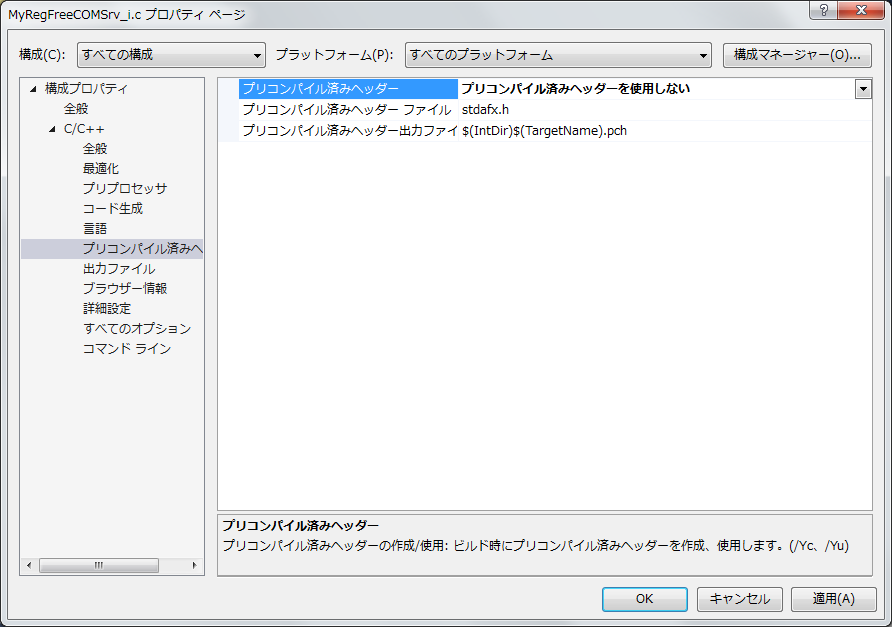 MyRegFreeCOMSrv_i.c プロパティ ページ
構成(C): すべての構成 プラットフォーム(P): すべてのプラットフォーム 構成マネージャー(O)...
構成プロパティ
全般
C/C++
全般
最適化
プリプロセッサ
コード生成
言語
プリコンパイル済みヘ
出力ファイル
ブラウザー情報
詳細設定
すべてのオプション
コマンド ライン
プリコンパイル済みヘッダー プリコンパイル済みヘッダーを使用しない
プリコンパイル済みヘッダー ファイル stdafx.h
プリコンパイル済みヘッダー出力ファイ $(IntDir)$(TargetName).pch
プリコンパイル済みヘッダー
プリコンパイル済みヘッダーの作成/使用: ビルド時にプリコンパイル済みヘッダーを作成、使用します。(/Yc、/Yu)
OK キャンセル 適用(A)